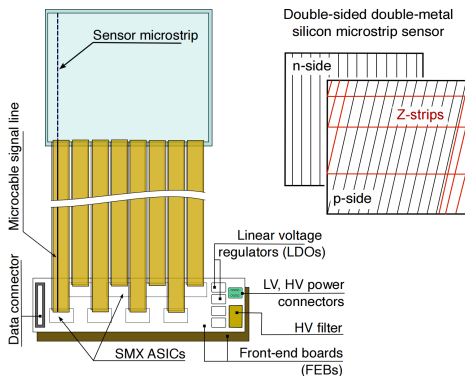 Sensor microstrip
Double-sided double-metal
silicon microstrip sensor
n-side
Z-strips
p-side
Microcable signal line
Linear voltage
regulators (LDOs)
Data connector
LV, HV power
connectors
HV filter
SMX ASICs
Front-end boards
(FEBs)